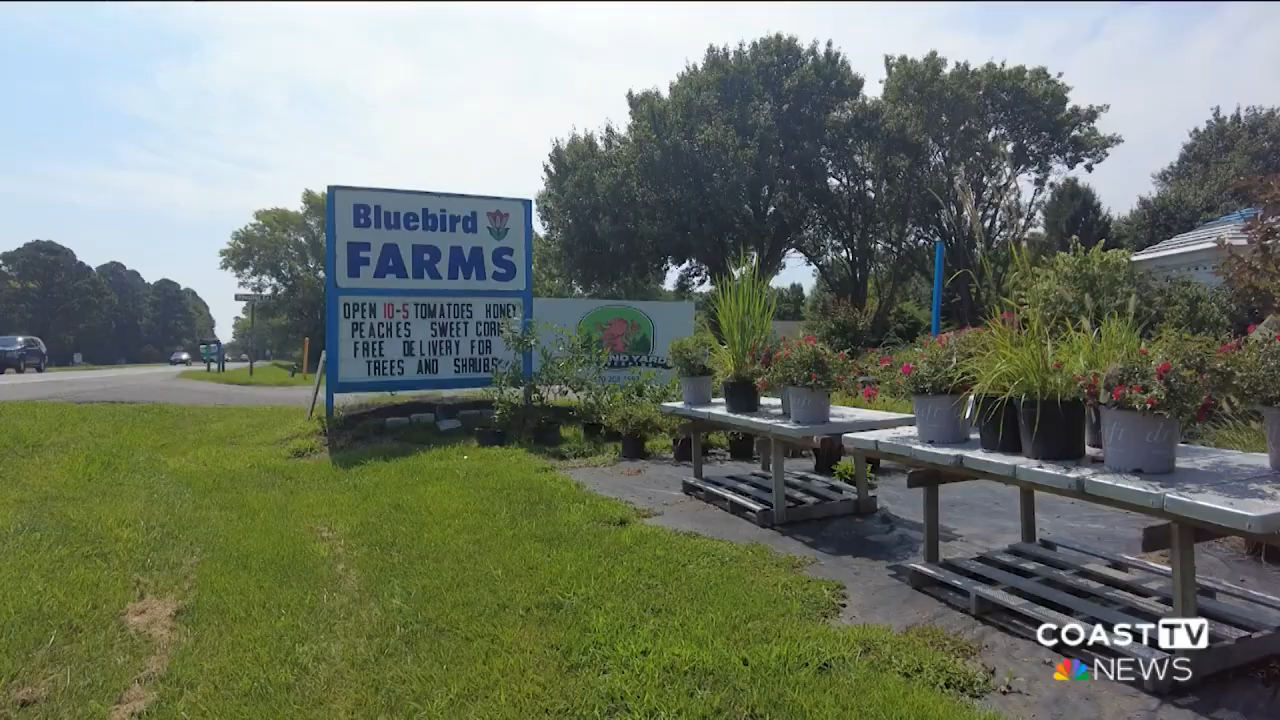 Bluebird
FARMS
OPEN 10-5 TOMATOES HONEY
PEACHES SWEET CORN
FREE DELIVERY FOR
TREES AND SHRUBS
COAST TV
NEWS